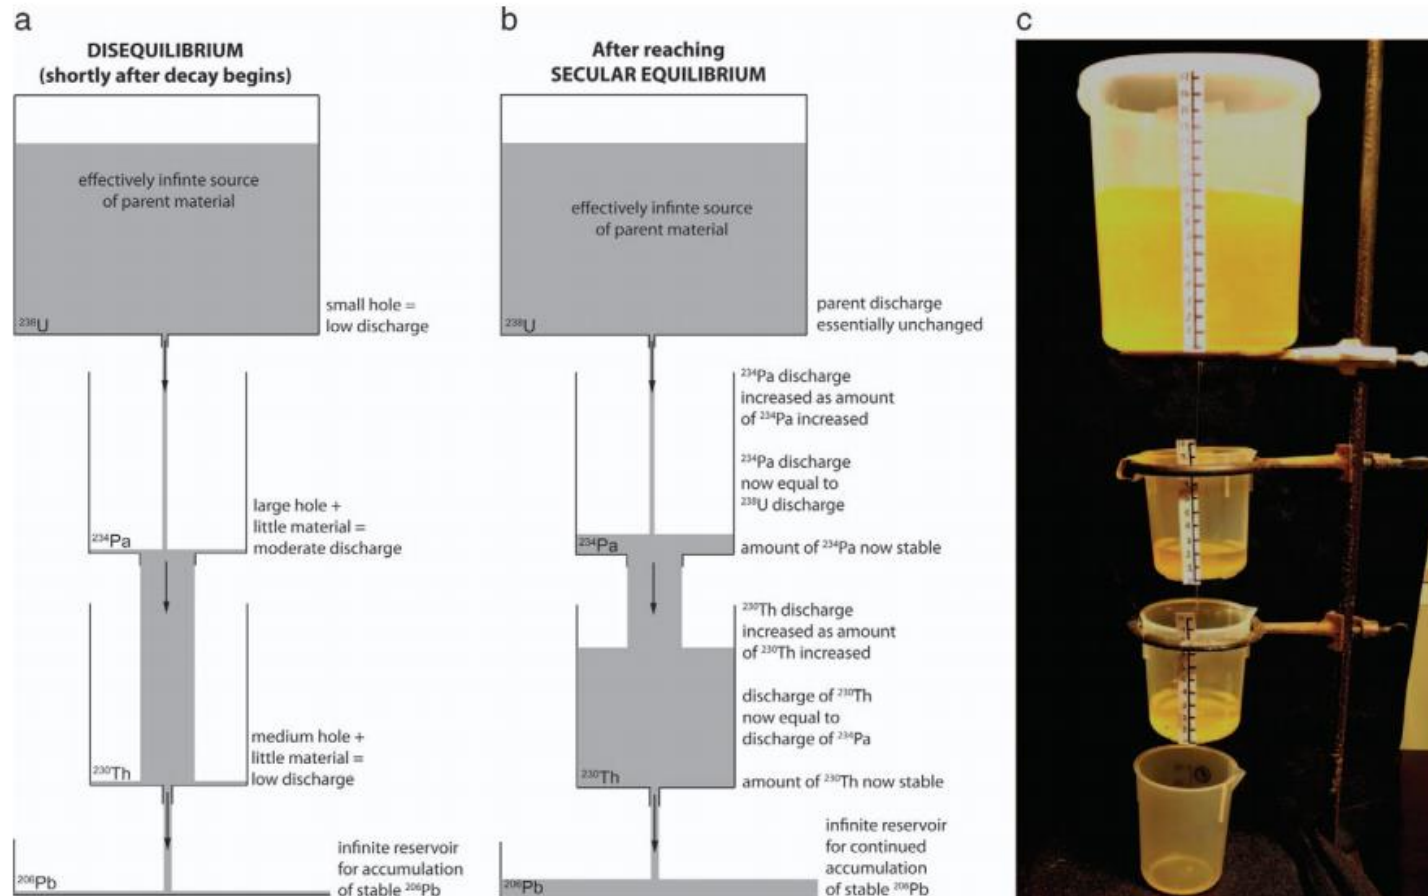 a
DISEQUILIBRIUM
(shortly after decay begins)
effectively infinte source
of parent material
²³⁸U
small hole =
low discharge
²³⁴Pa
large hole +
little material =
moderate discharge
²³⁰Th
medium hole +
little material =
low discharge
²⁰⁶Pb
infinite reservoir
for accumulation
of stable ²⁰⁶Pb
b
After reaching
SECULAR EQUILIBRIUM
effectively infinte source
of parent material
²³⁸U
parent discharge
essentially unchanged
²³⁴Pa discharge
increased as amount
of ²³⁴Pa increased
²³⁴Pa discharge
now equal to
²³⁸U discharge
²³⁴Pa
amount of ²³⁴Pa now stable
²³⁰Th discharge
increased as amount
of ²³⁰Th increased
discharge of ²³⁰Th
now equal to
discharge of ²³⁴Pa
²³⁰Th
amount of ²³⁰Th now stable
infinite reservoir
for continued
accumulation
of stable ²⁰⁶Pb
²⁰⁶Pb
c